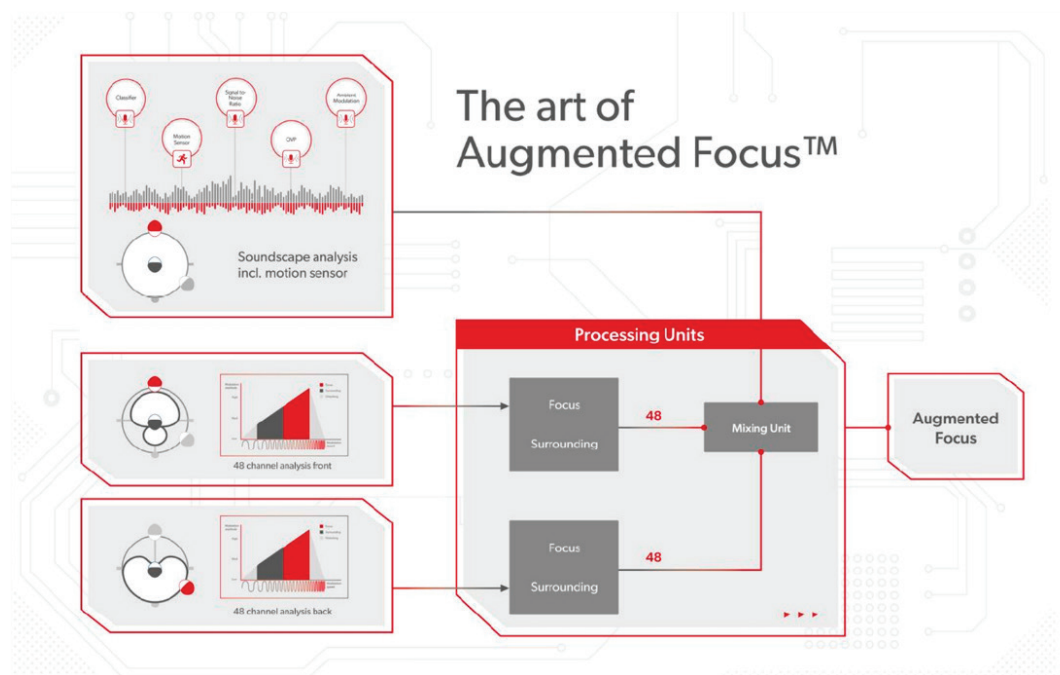 The art of
Augmented Focus™
Classifier
Motion
Sensor
Signal to
Noise
Ratio
OVP
Modulation
Soundscape analysis
incl. motion sensor
Processing Units
Focus
Surrounding
48
Mixing Unit
Augmented
Focus
48 channel analysis front
Focus
Surrounding
48
48 channel analysis back